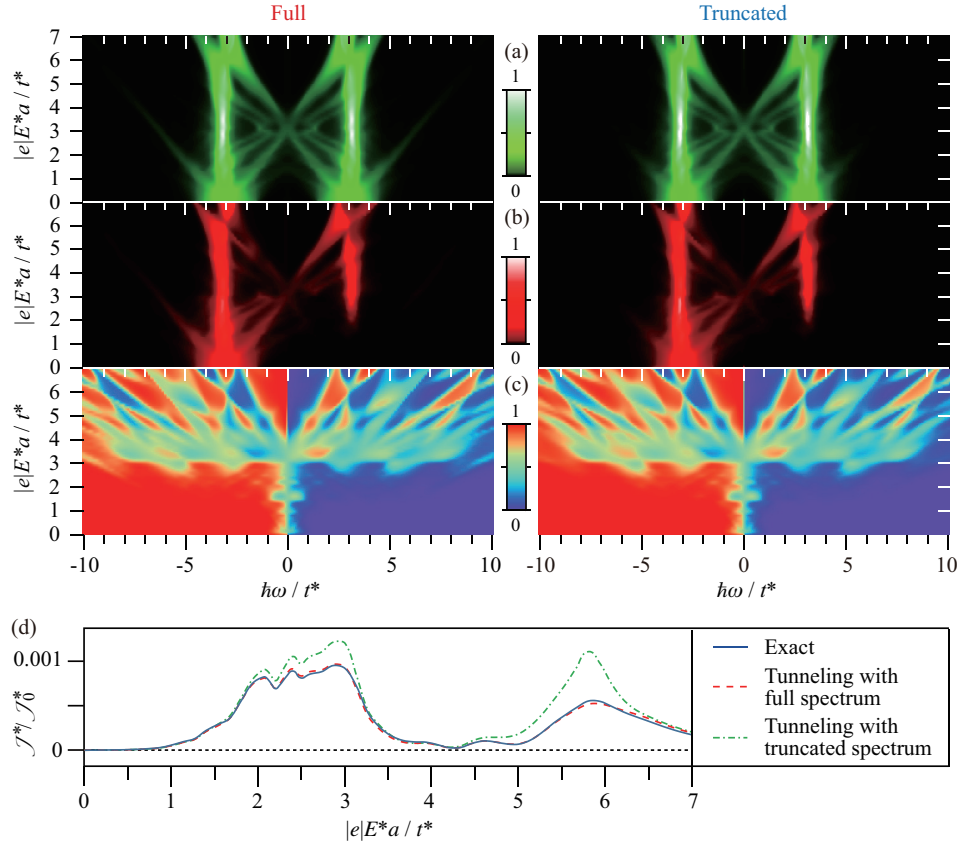 Full Truncated
(a)
|e|E*a / t*
7
6
5
4
3
2
1
0
1
0
|e|E*a / t*
(b)
|e|E*a / t*
6
5
4
3
2
1
0
1
0
|e|E*a / t*
(c)
|e|E*a / t*
6
5
4
3
2
1
0
1
0
|e|E*a / t*
-10 -5 0 5 10 -10 -5 0 5 10
ħω / t* ħω / t*
(d)
𝒥*/𝒥₀*
0.001
0
0 1 2 3 4 5 6 7
|e|E*a / t*
Exact
Tunneling with
full spectrum
Tunneling with
truncated spectrum